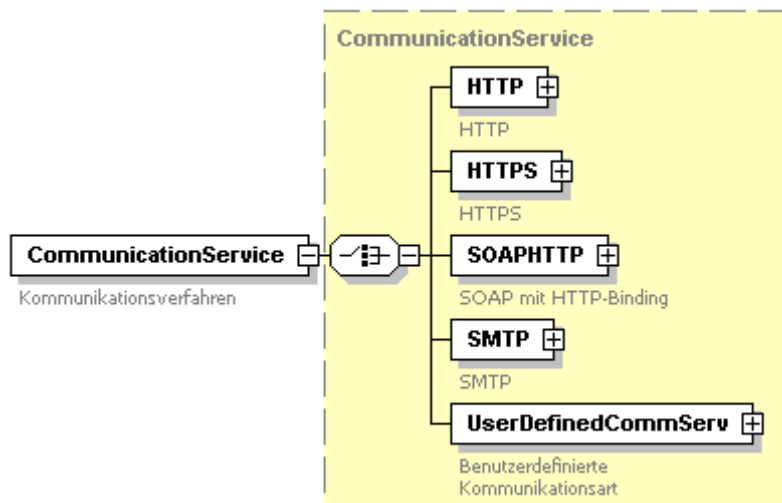 CommunicationService
HTTP
HTTP
HTTPS
HTTPS
CommunicationService
Kommunikationsverfahren
SOAPHTTP
SOAP mit HTTP-Binding
SMTP
SMTP
UserDefinedCommServ
Benutzerdefinierte
Kommunikationsart